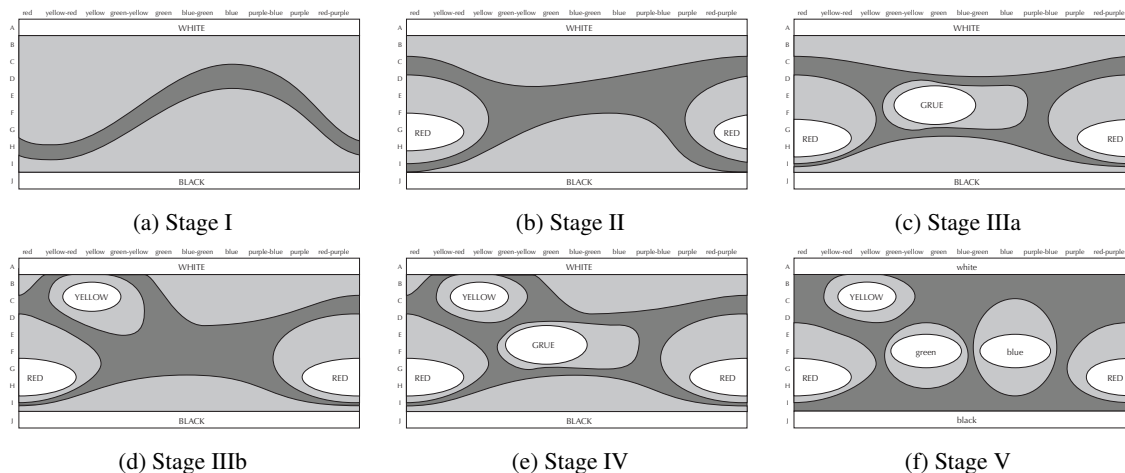 red yellow-red yellow green-yellow green blue-green blue purple-blue purple red-purple
A WHITE
B
C
D
E
F
G
H
I
J BLACK
(a) Stage I
red yellow-red yellow green-yellow green blue-green blue purple-blue purple red-purple
A WHITE
B
C
D
E
F
G RED RED
H
I
J BLACK
(b) Stage II
red yellow-red yellow green-yellow green blue-green blue purple-blue purple red-purple
A WHITE
B
C
D
E GRUE
F
G
H RED RED
I
J BLACK
(c) Stage IIIa
red yellow-red yellow green-yellow green blue-green blue purple-blue purple red-purple
A WHITE
B
C YELLOW
D
E
F
G RED RED
H
I
J BLACK
(d) Stage IIIb
red yellow-red yellow green-yellow green blue-green blue purple-blue purple red-purple
A WHITE
B
C YELLOW
D
E GRUE
F
G RED RED
H
I
J BLACK
(e) Stage IV
red yellow-red yellow green-yellow green blue-green blue purple-blue purple red-purple
A white
B
C YELLOW
D
E
F green blue
G RED RED
H
I
J black
(f) Stage V